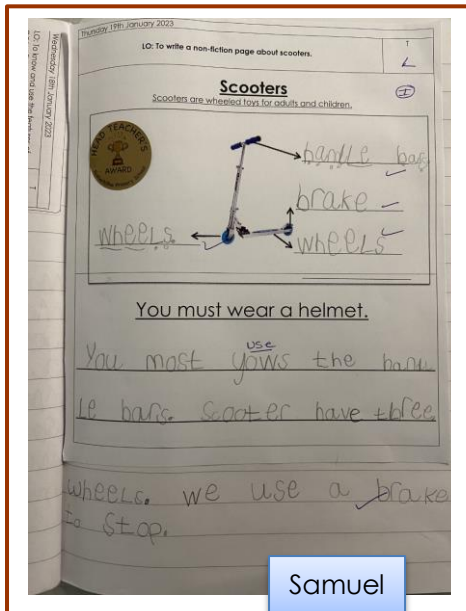 Thursday 19th January 2023
LO: To write a non-fiction page about scooters.
T
I
Wednesday 18th January 2023
LO: To know and use the
T
Scooters
Scooters are wheeled toys for adults and children.
HEAD TEACHER'S
AWARD
Primary School
handle bars
brake
wheels
wheels
You must wear a helmet.
use
You most yows the hand
le bars. scooter have three
wheels. we use a brake
to stop.
Samuel